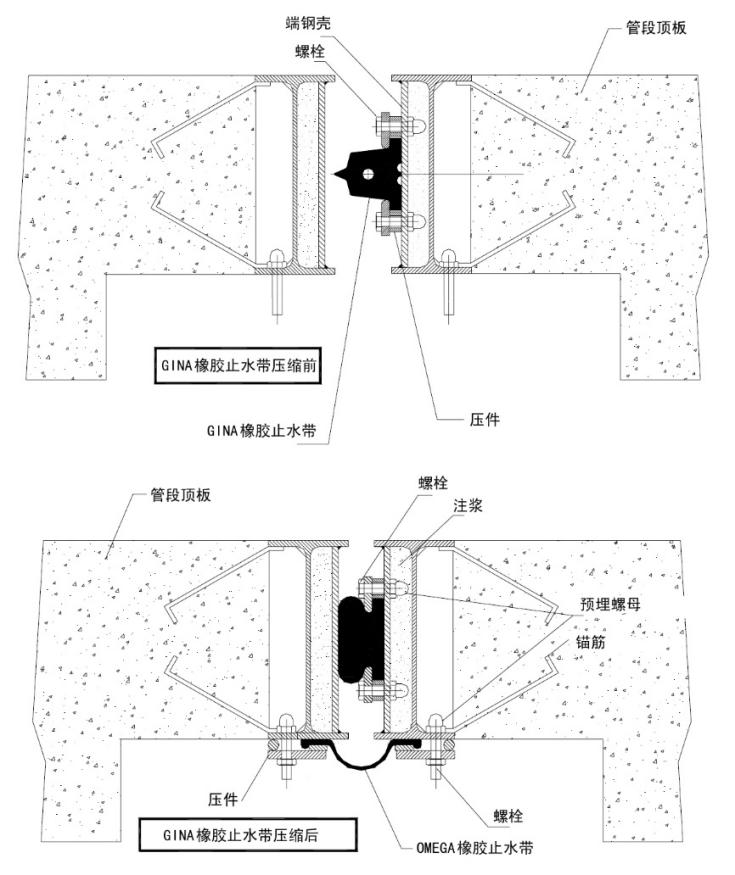 端钢壳
管段顶板
螺栓
GINA橡胶止水带压缩前
GINA橡胶止水带
压件
螺栓
管段顶板
注浆
预埋螺母
锚筋
压件
螺栓
GINA橡胶止水带压缩后
OMEGA橡胶止水带